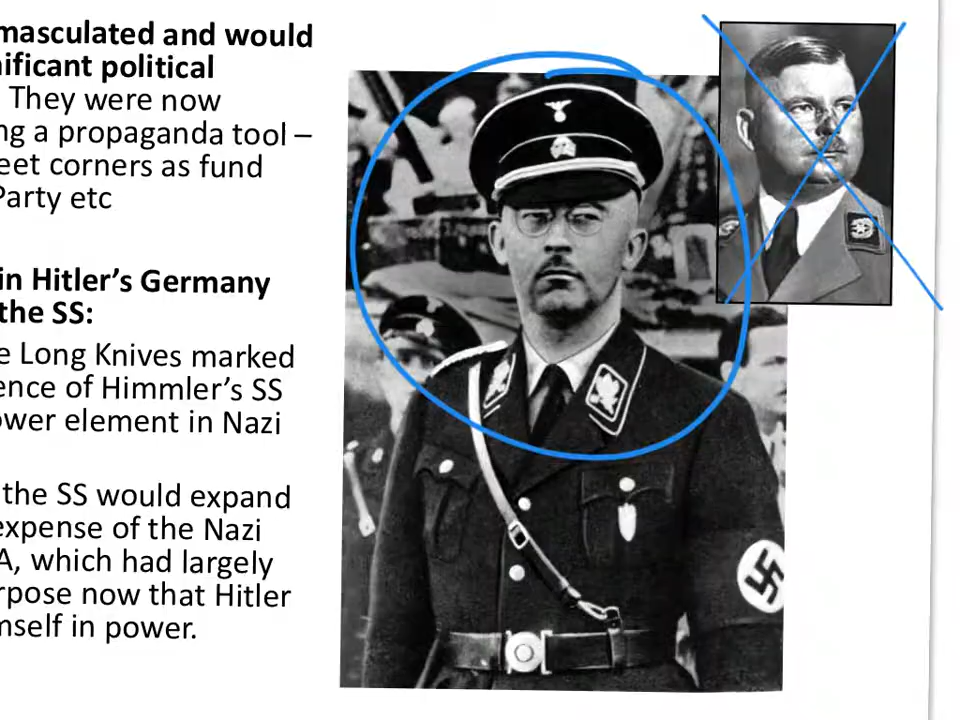 masculated and would
ificant political
. They were now
ng a propaganda tool –
eet corners as fund
Party etc
in Hitler's Germany
the SS:
e Long Knives marked
ence of Himmler's SS
ower element in Nazi
the SS would expand
expense of the Nazi
A, which had largely
rpose now that Hitler
mself in power.